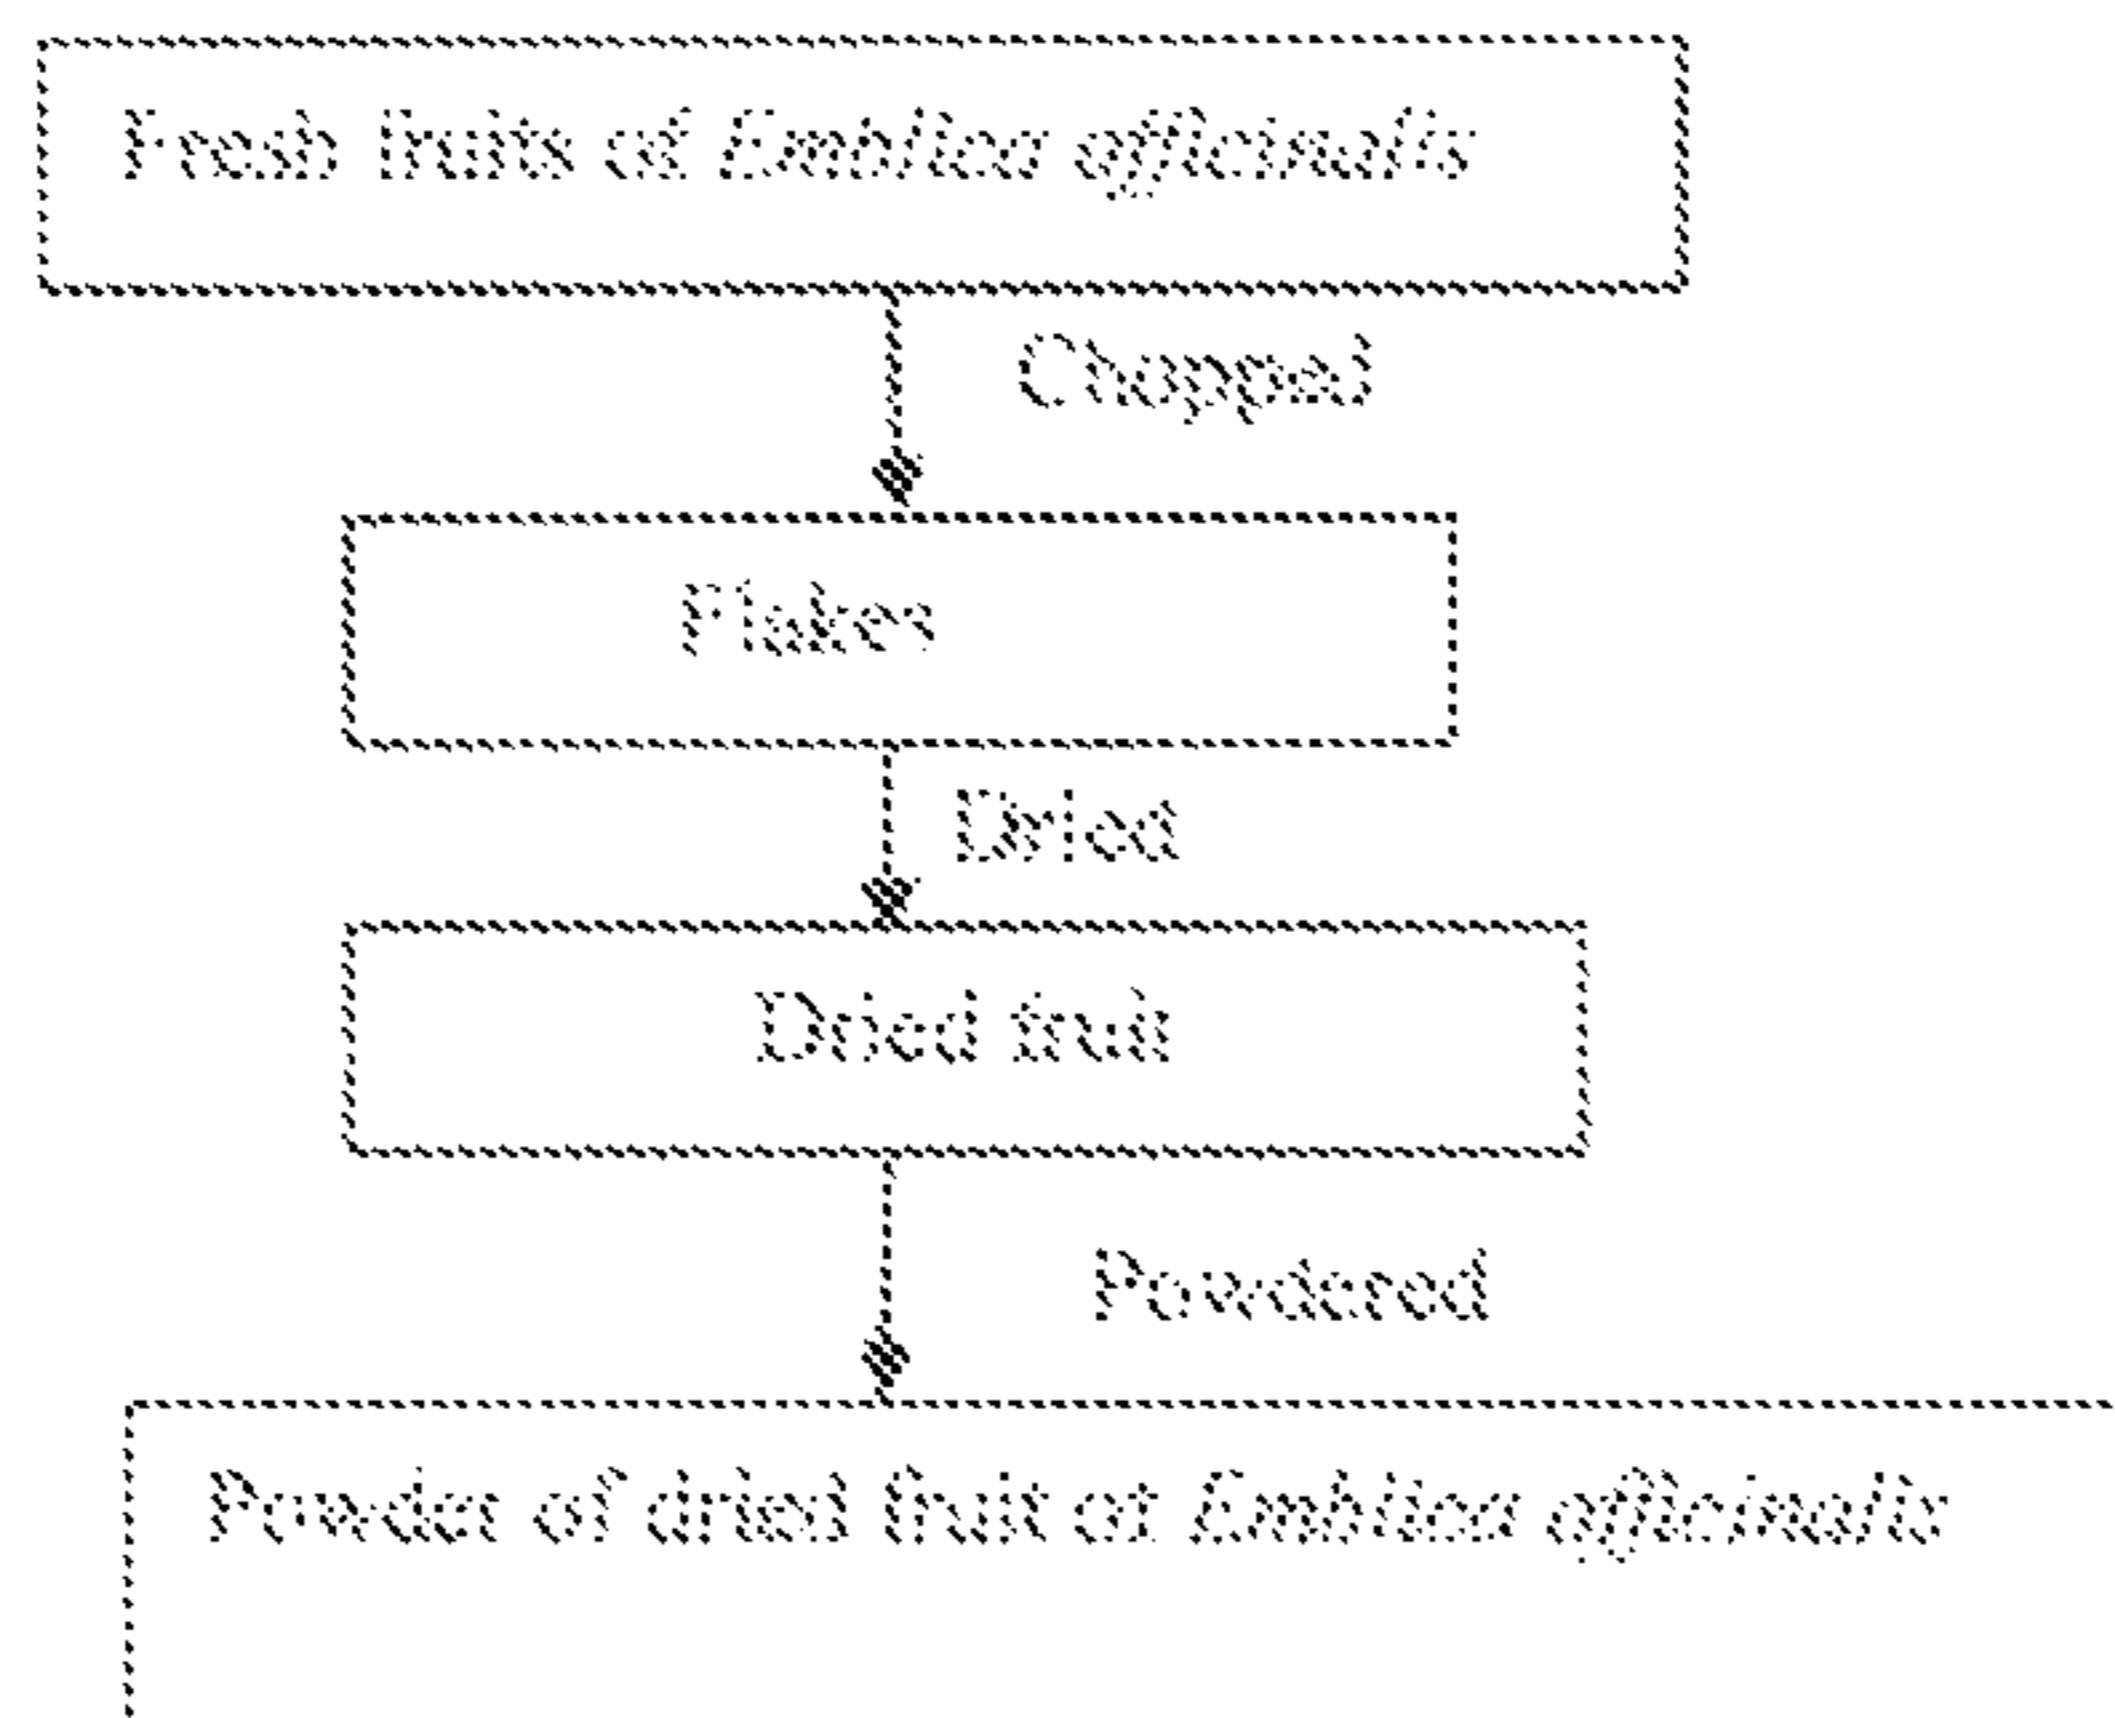 Fresh fruits of Emblica officinalis
Chopped
Flakes
Dried
Dried fruit
Powdered
Powder of dried fruit of Emblica officinalis